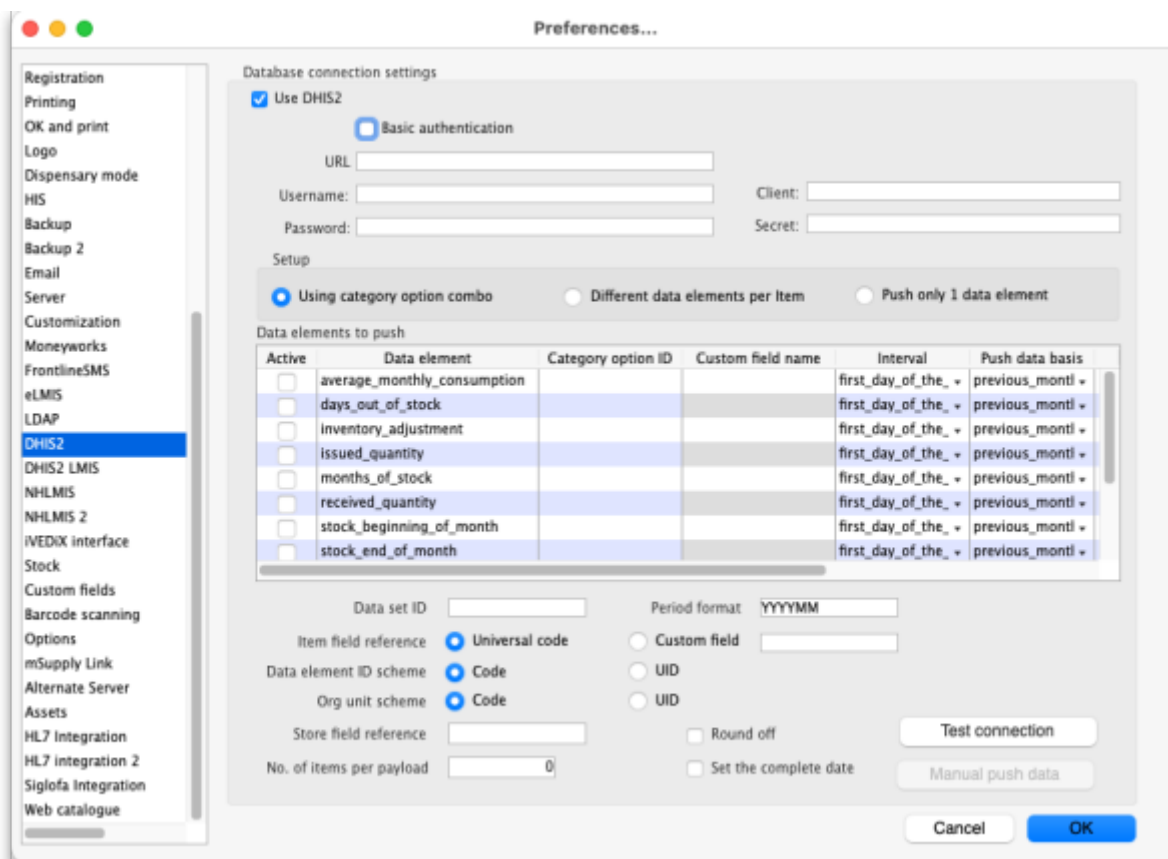 Preferences...
Registration
Printing
OK and print
Logo
Dispensary mode
HIS
Backup
Backup 2
Email
Server
Customization
Moneyworks
FrontlineSMS
eLMIS
LDAP
DHIS2
DHIS2 LMIS
NHLMIS
NHLMIS 2
iVEDiX interface
Stock
Custom fields
Barcode scanning
Options
mSupply Link
Alternate Server
Assets
HL7 Integration
HL7 integration 2
Siglofa Integration
Web catalogue
Database connection settings
Use DHIS2
Basic authentication
URL
Username: Client:
Password: Secret:
Setup
Using category option combo Different data elements per Item Push only 1 data element
Data elements to push
Active Data element Category option ID Custom field name Interval Push data basis
average_monthly_consumption first_day_of_the_ previous_montl
days_out_of_stock first_day_of_the_ previous_montl
inventory_adjustment first_day_of_the_ previous_montl
issued_quantity first_day_of_the_ previous_montl
months_of_stock first_day_of_the_ previous_montl
received_quantity first_day_of_the_ previous_montl
stock_beginning_of_month first_day_of_the_ previous_montl
stock_end_of_month first_day_of_the_ previous_montl
Data set ID Period format YYYYMM
Item field reference Universal code Custom field
Data element ID scheme Code UID
Org unit scheme Code UID
Store field reference Round off Test connection
No. of items per payload 0 Set the complete date Manual push data
Cancel OK